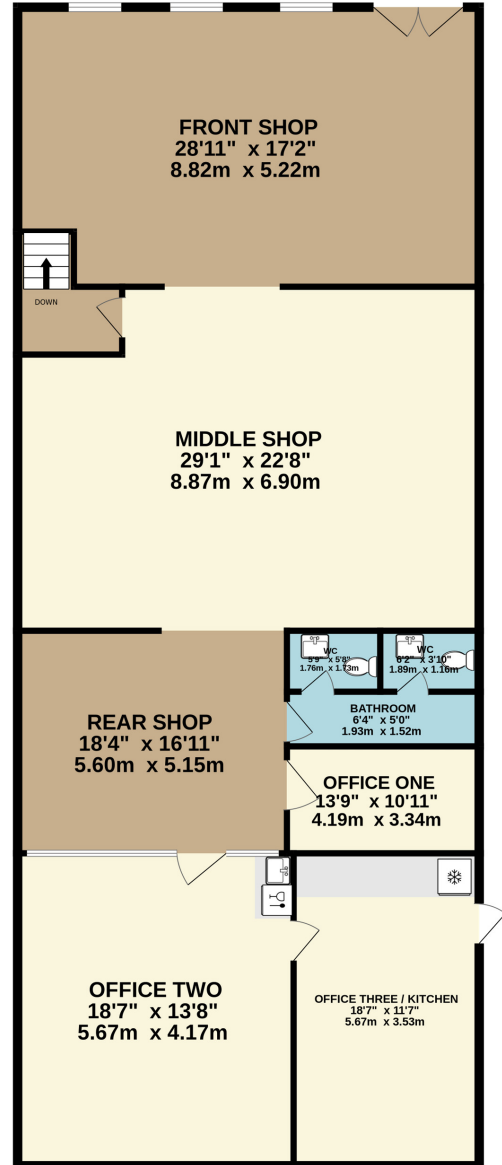 FRONT SHOP
28'11" x 17'2"
8.82m x 5.22m
DOWN
MIDDLE SHOP
29'1" x 22'8"
8.87m x 6.90m
WC
5'9" x 5'8"
1.76m x 1.73m
WC
6'2" x 3'10"
1.89m x 1.16m
BATHROOM
6'4" x 5'0"
1.93m x 1.52m
REAR SHOP
18'4" x 16'11"
5.60m x 5.15m
OFFICE ONE
13'9" x 10'11"
4.19m x 3.34m
OFFICE TWO
18'7" x 13'8"
5.67m x 4.17m
OFFICE THREE / KITCHEN
18'7" x 11'7"
5.67m x 3.53m